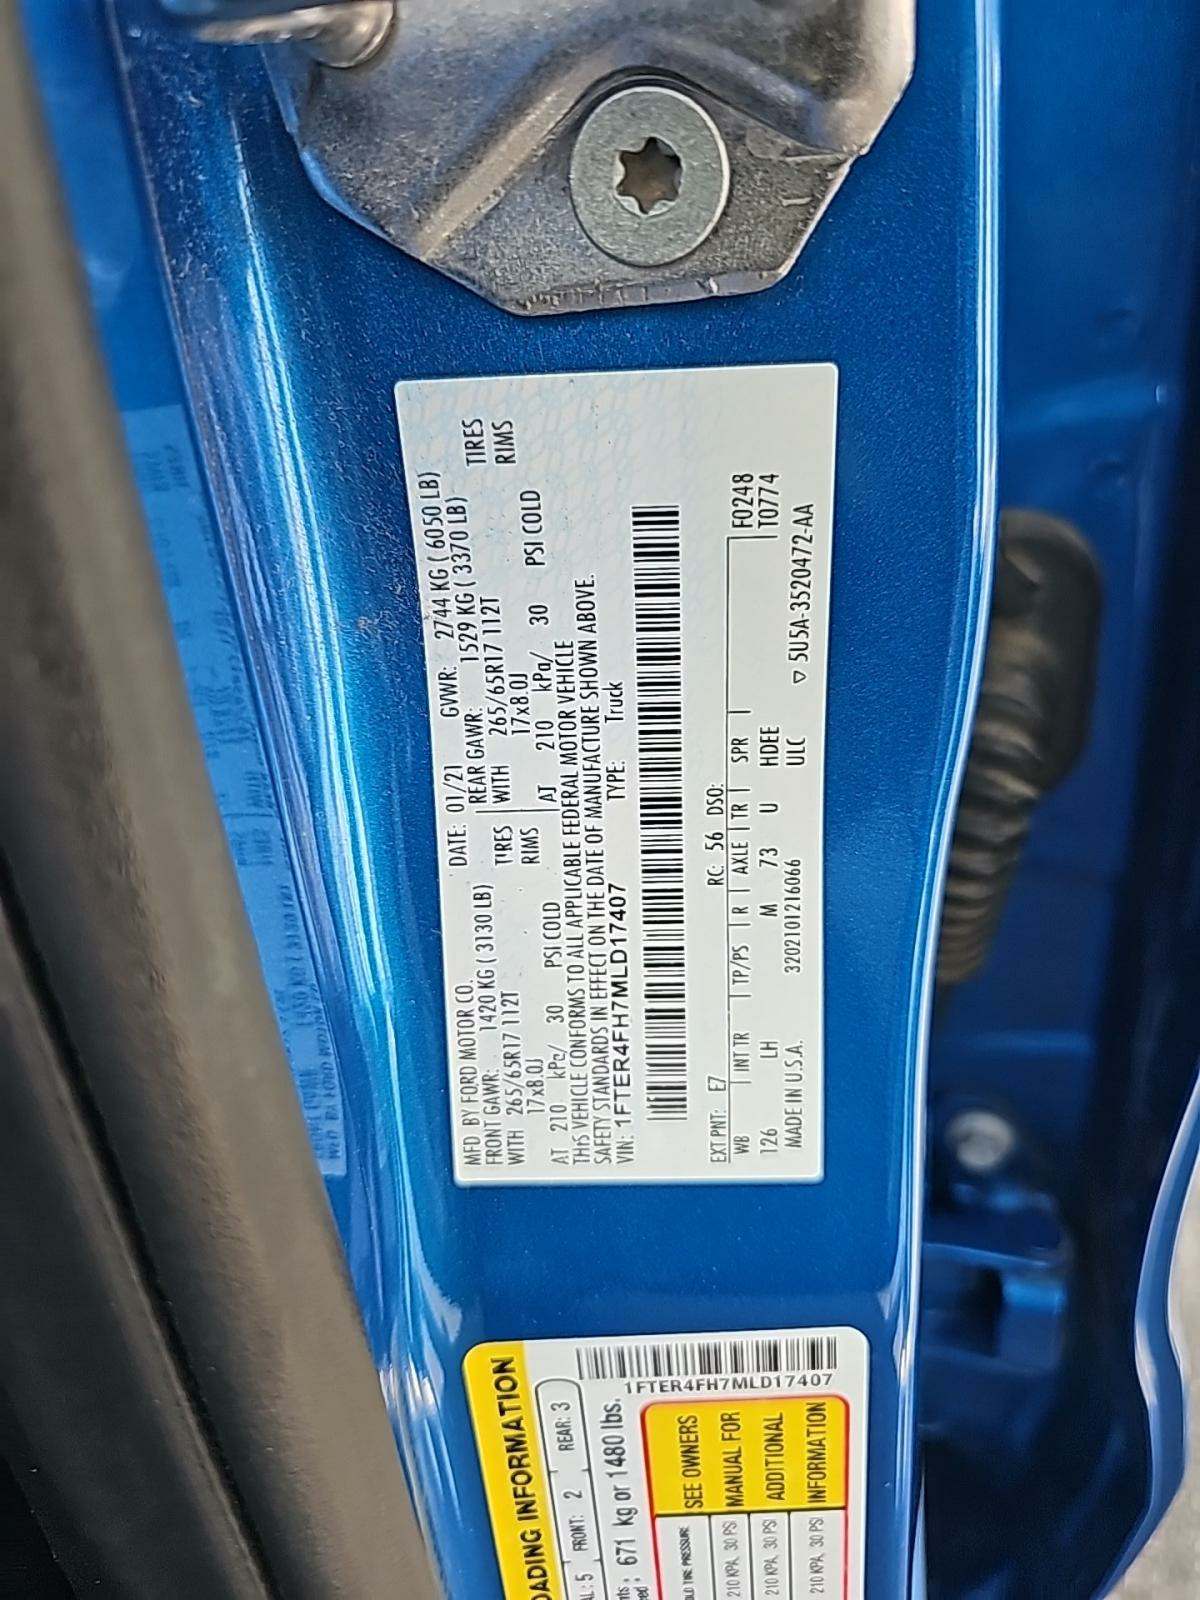 MFD BY FORD MOTOR CO. DATE: 01/21 GVWR: 2744 KG ( 6050 LB)
FRONT GAWR: 1420 KG ( 3130 LB) REAR GAWR: 1529 KG ( 3370 LB)
WITH 265/65R17 112T TIRES WITH 265/65R17 112T TIRES
17x8.0J RIMS 17x8.0J RIMS
AT 210 kPa/ 30 PSI COLD AT 210 kPa/ 30 PSI COLD
THIS VEHICLE CONFORMS TO ALL APPLICABLE FEDERAL MOTOR VEHICLE
SAFETY STANDARDS IN EFFECT ON THE DATE OF MANUFACTURE SHOWN ABOVE.
VIN: 1FTER4FH7MLD17407 TYPE: Truck
EXT PNT: E7 RC: 56 DSO: F0248
WB INT TR TP/PS R AXLE TR SPR T0774
126 LH M 73 U HDEE
MADE IN U.S.A. 3202101216066 ULC ▽ 5U5A-3520472-AA
LOADING INFORMATION
: 5 FRONT: 2 REAR: 3
: 671 kg or 1480 lbs.
1FTER4FH7MLD17407
TIRE PRESSURE SEE OWNERS
210 KPA, 30 PSI MANUAL FOR
210 KPA, 30 PSI ADDITIONAL
210 KPA, 30 PSI INFORMATION